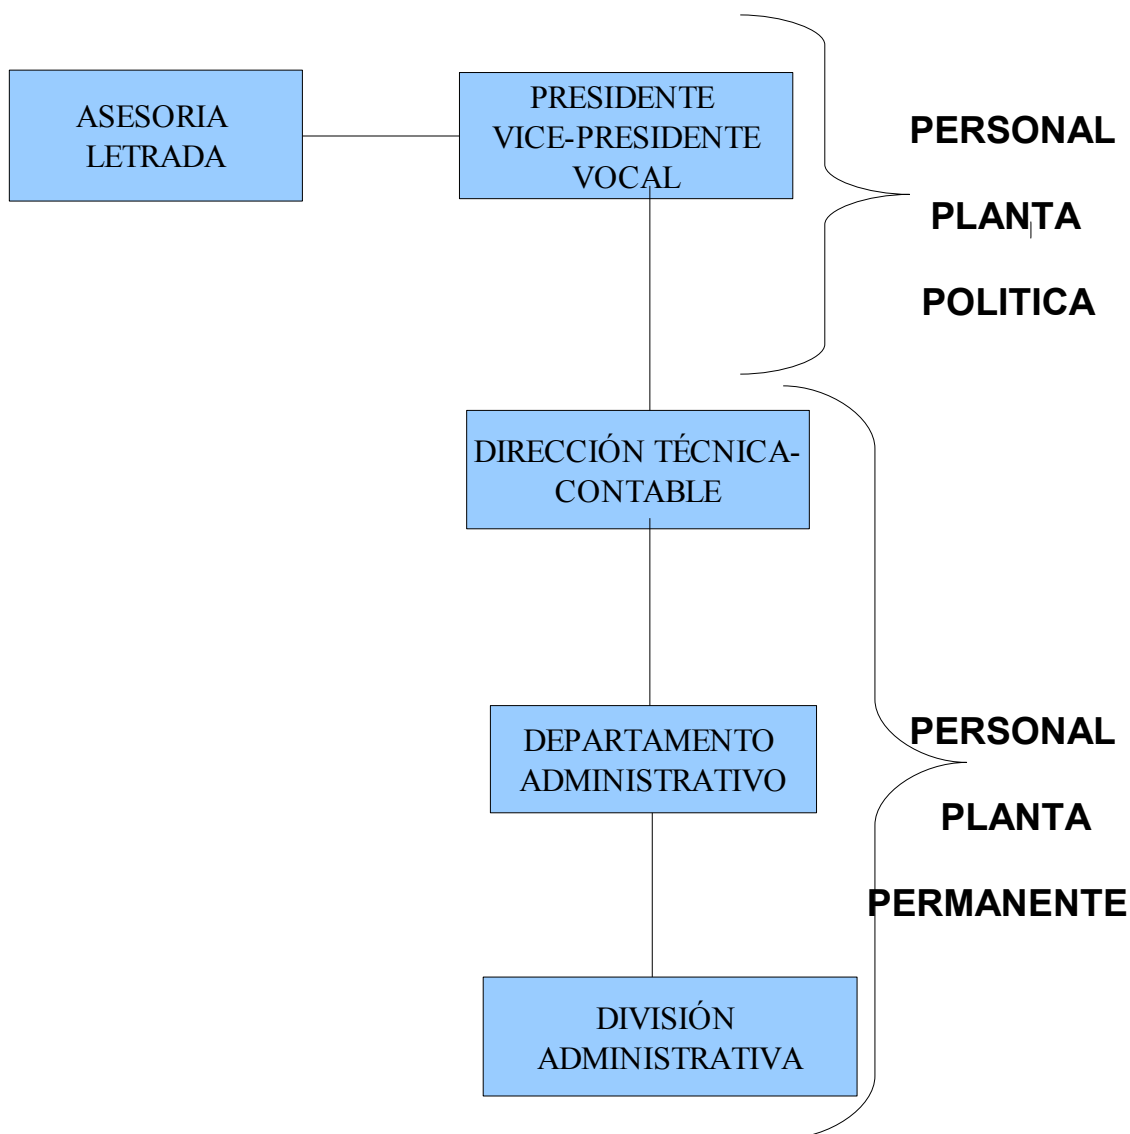 ASESORIA
LETRADA
PRESIDENTE
VICE-PRESIDENTE
VOCAL
PERSONAL
PLANTA
POLITICA
DIRECCIÓN TÉCNICA-
CONTABLE
DEPARTAMENTO
ADMINISTRATIVO
PERSONAL
PLANTA
PERMANENTE
DIVISIÓN
ADMINISTRATIVA